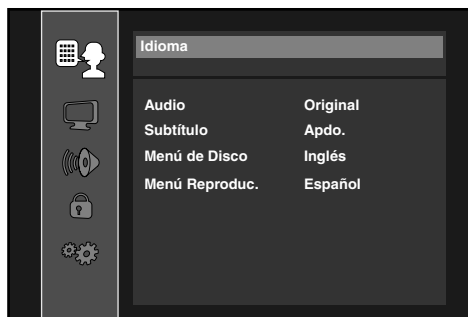 Idioma
Audio Original
Subtítulo Apdo.
Menú de Disco Inglés
Menú Reproduc. Español